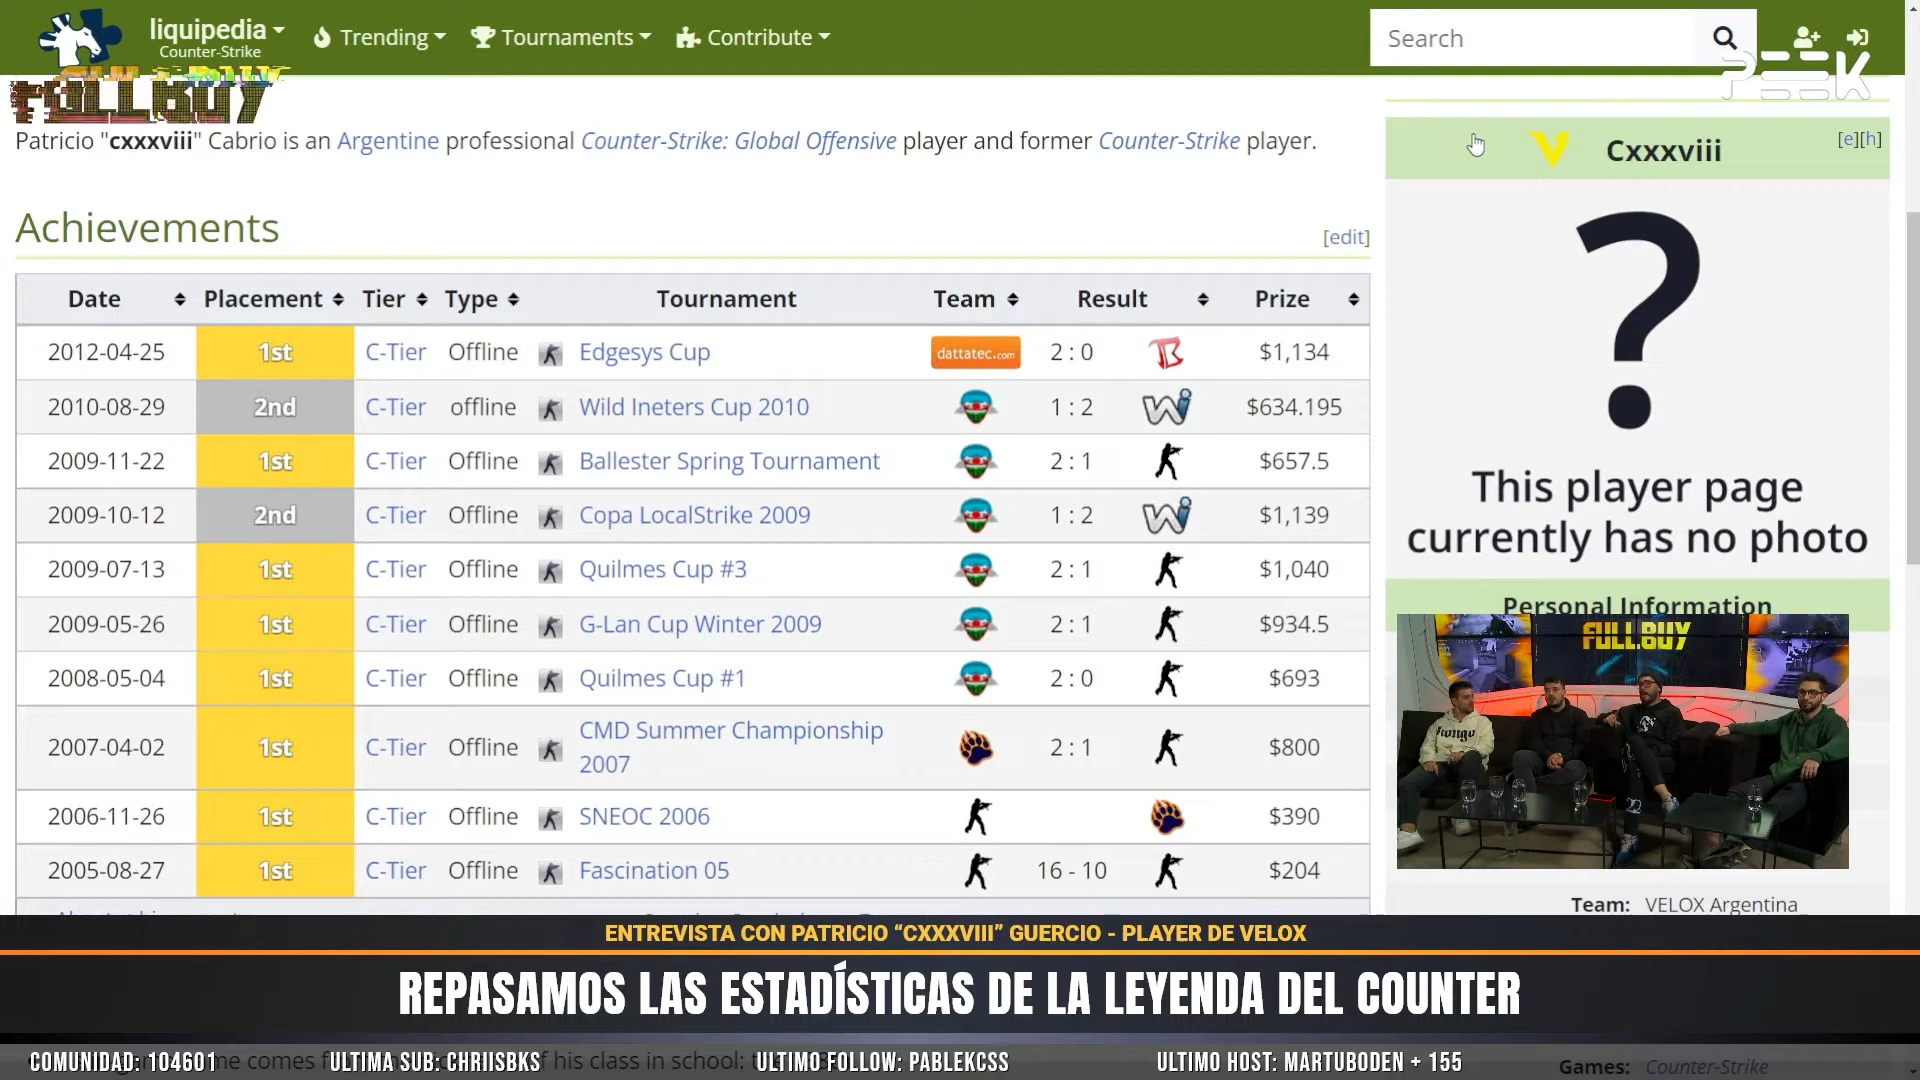 liquipedia
Counter-Strike
Trending
Tournaments
Contribute
Search
PEEK
FULLBUY
Patricio "cxxxviii" Cabrio is an Argentine professional Counter-Strike: Global Offensive player and former Counter-Strike player.
Cxxxviii
[e][h]
Achievements
[edit]
Date Placement Tier Type Tournament Team Result Prize
2012-04-25 1st C-Tier Offline Edgesys Cup dattatec.com 2 : 0 $1,134
2010-08-29 2nd C-Tier offline Wild Ineters Cup 2010 1 : 2 $634.195
2009-11-22 1st C-Tier Offline Ballester Spring Tournament 2 : 1 $657.5
2009-10-12 2nd C-Tier Offline Copa LocalStrike 2009 1 : 2 $1,139
2009-07-13 1st C-Tier Offline Quilmes Cup #3 2 : 1 $1,040
2009-05-26 1st C-Tier Offline G-Lan Cup Winter 2009 2 : 1 $934.5
2008-05-04 1st C-Tier Offline Quilmes Cup #1 2 : 0 $693
2007-04-02 1st C-Tier Offline CMD Summer Championship 2007 2 : 1 $800
2006-11-26 1st C-Tier Offline SNEOC 2006 $390
2005-08-27 1st C-Tier Offline Fascination 05 16 - 10 $204
This player page
currently has no photo
Personal Information
FULLBUY
Team: VELOX Argentina
ENTREVISTA CON PATRICIO “CXXXVIII” GUERCIO - PLAYER DE VELOX
REPASAMOS LAS ESTADÍSTICAS DE LA LEYENDA DEL COUNTER
COMUNIDAD: 104601
ULTIMA SUB: CHRIISBKS
of his class in school:
ULTIMO FOLLOW: PABLEKCSS
ULTIMO HOST: MARTUBODEN + 155
Games: Counter-Strike